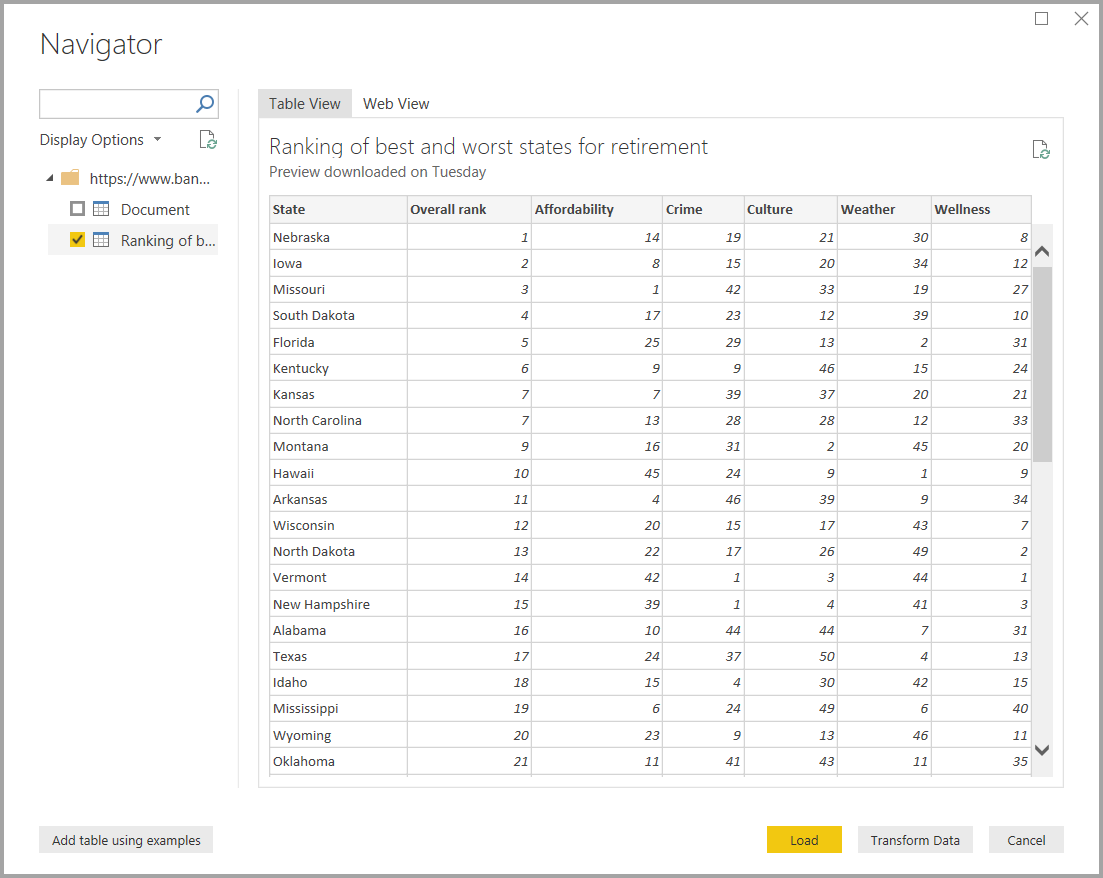 Navigator
Display Options
https://www.ban...
Document
Ranking of b...
Table View Web View
Ranking of best and worst states for retirement
Preview downloaded on Tuesday
State Overall rank Affordability Crime Culture Weather Wellness
Nebraska 1 14 19 21 30 8
Iowa 2 8 15 20 34 12
Missouri 3 1 42 33 19 27
South Dakota 4 17 23 12 39 10
Florida 5 25 29 13 2 31
Kentucky 6 9 9 46 15 24
Kansas 7 7 39 37 20 21
North Carolina 7 13 28 28 12 33
Montana 9 16 31 2 45 20
Hawaii 10 45 24 9 1 9
Arkansas 11 4 46 39 9 34
Wisconsin 12 20 15 17 43 7
North Dakota 13 22 17 26 49 2
Vermont 14 42 1 3 44 1
New Hampshire 15 39 1 4 41 3
Alabama 16 10 44 44 7 31
Texas 17 24 37 50 4 13
Idaho 18 15 4 30 42 15
Mississippi 19 6 24 49 6 40
Wyoming 20 23 9 13 46 11
Oklahoma 21 11 41 43 11 35
Add table using examples Load Transform Data Cancel